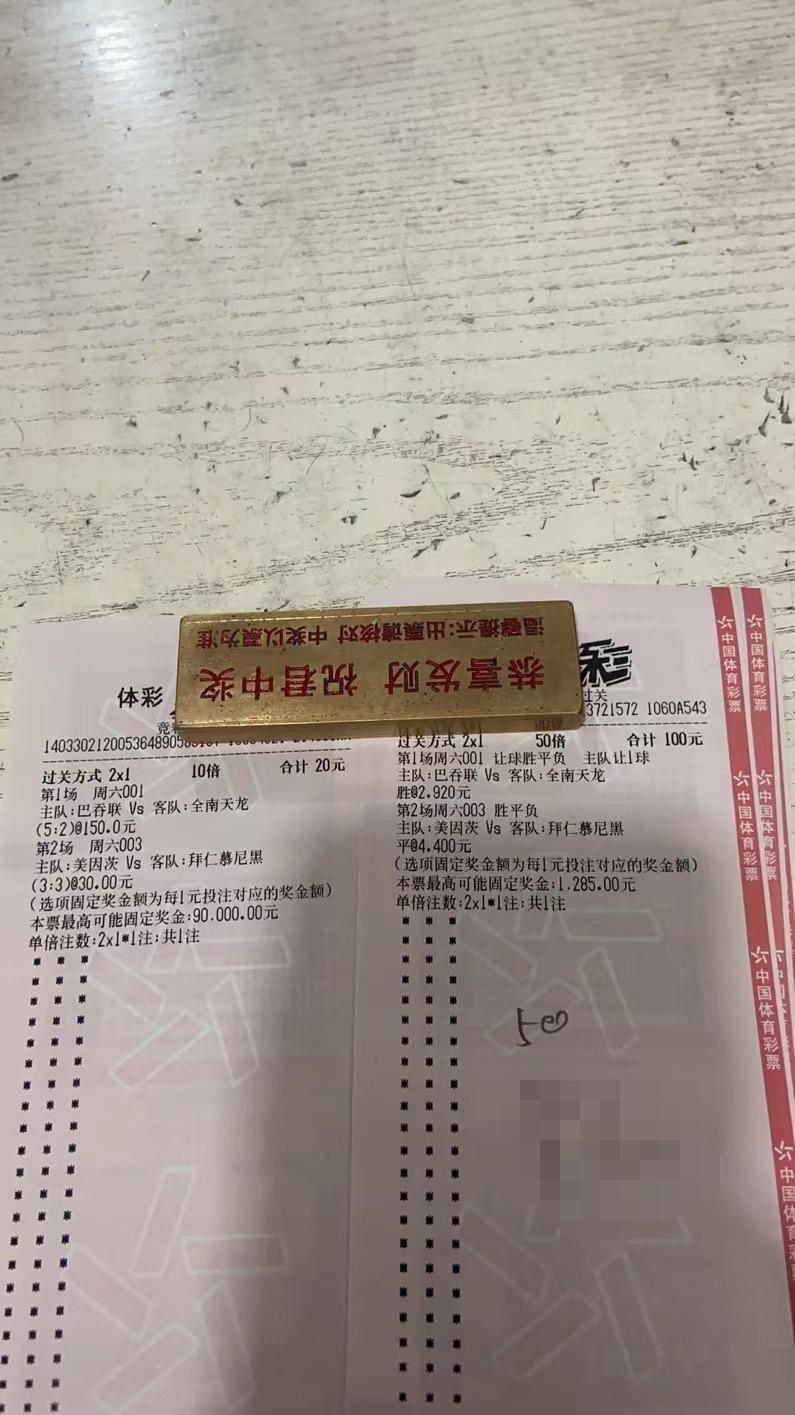 温馨提示:出票请核对 中奖以票为准
恭喜发财 祝君中奖
体彩
竞
140330212005364890
过关方式 2x1 10倍 合计 20元
第1场 周六001
主队:巴吞联 Vs 客队:全南天龙
(5:2)@150.0元
第2场 周六003
主队:美因茨 Vs 客队:拜仁慕尼黑
(3:3)@30.00元
(选项固定奖金额为每1元投注对应的奖金额)
本票最高可能固定奖金:90,000.00元
单倍注数:2x1*1注;共1注
彩
过关
3721572 1060A543
过关方式 2x1 50倍 合计 100元
第1场周六001 让球胜平负 主队让1球
主队:巴吞联 Vs 客队:全南天龙
胜@2.920元
第2场周六003 胜平负
主队:美因茨 Vs 客队:拜仁慕尼黑
平@4.400元
(选项固定奖金额为每1元投注对应的奖金额)
本票最高可能固定奖金:1,285.00元
单倍注数:2x1*1注;共1注
500
中国体育彩票
中国体育彩票
中国体育彩票
中国体育彩票
中国体育彩票
中国体育